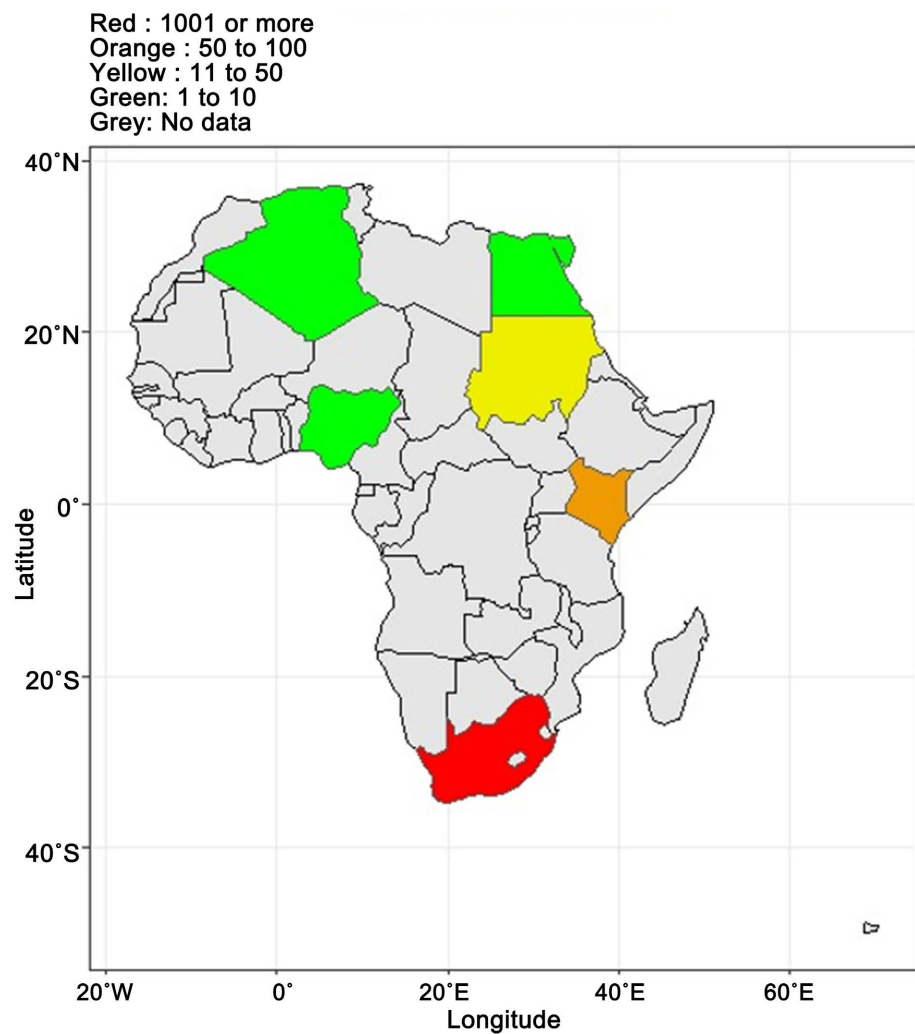 Red : 1001 or more
Orange : 50 to 100
Yellow : 11 to 50
Green: 1 to 10
Grey: No data
40°N
20°N
0°
20°S
40°S
Latitude
20°W
0°
20°E
40°E
60°E
Longitude